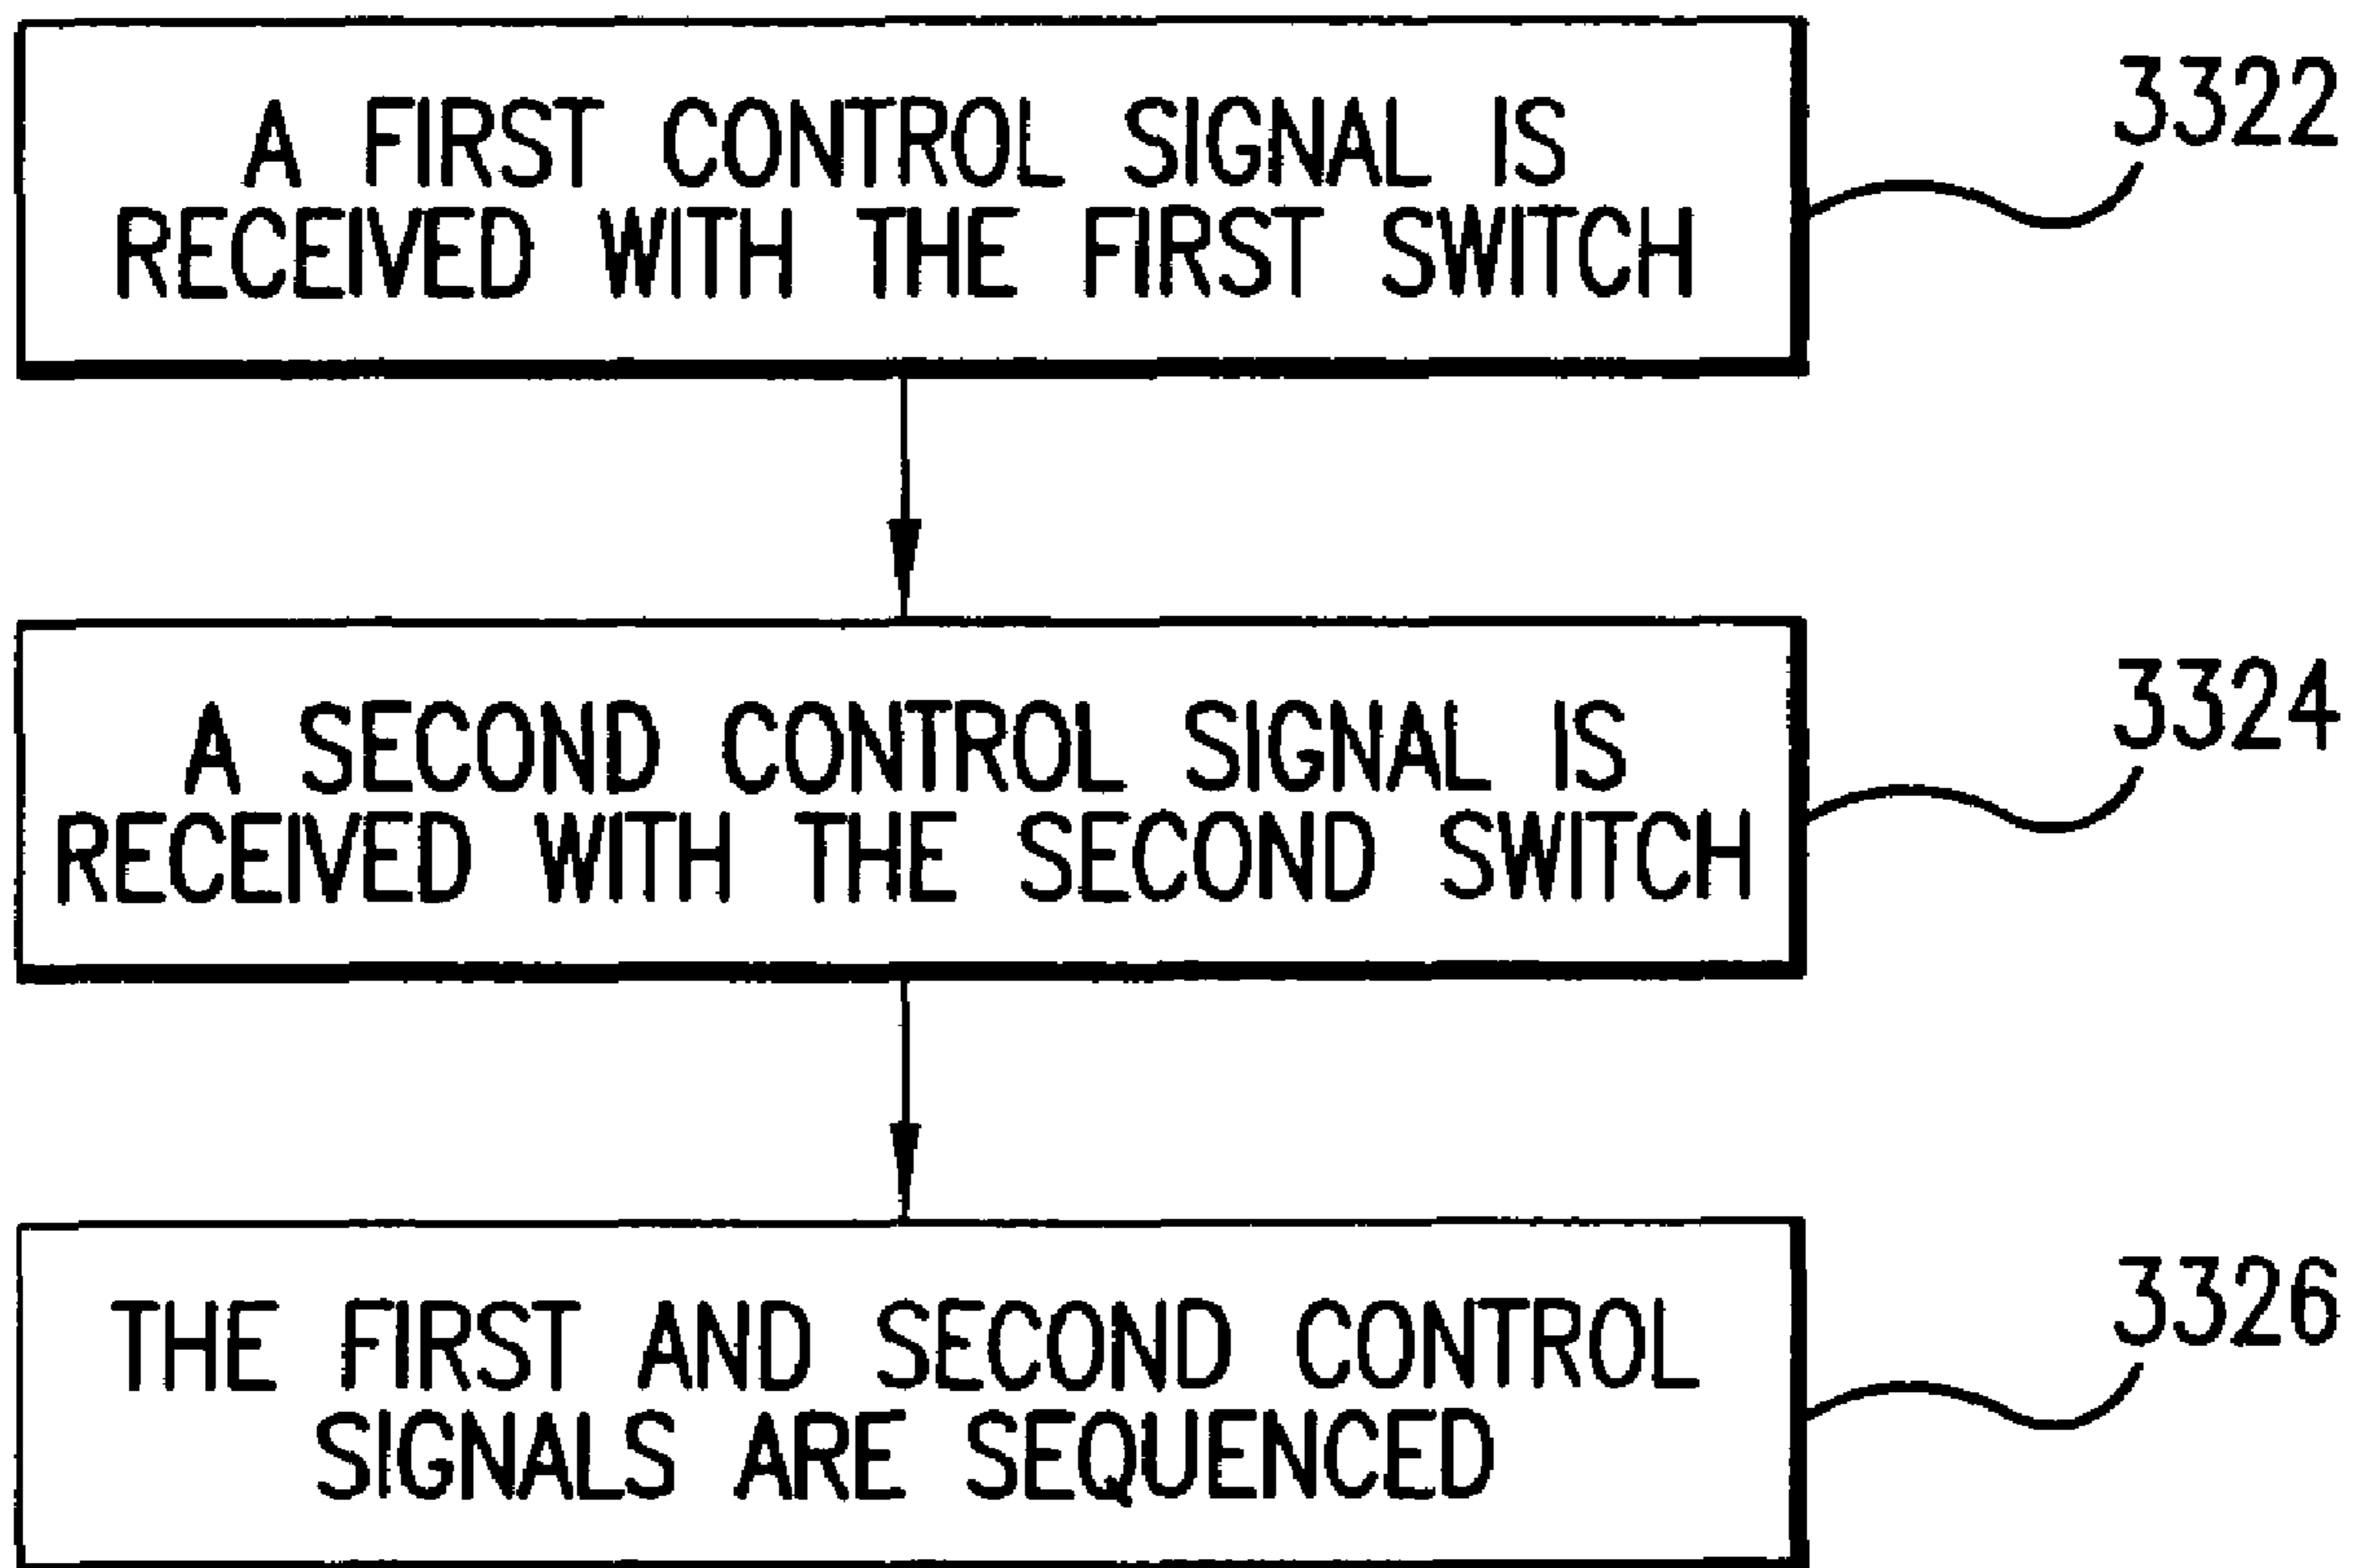 A FIRST CONTROL SIGNAL IS
RECEIVED WITH THE FIRST SWITCH
3322
A SECOND CONTROL SIGNAL IS
RECEIVED WITH THE SECOND SWITCH
3324
THE FIRST AND SECOND CONTROL
SIGNALS ARE SEQUENCED
3326